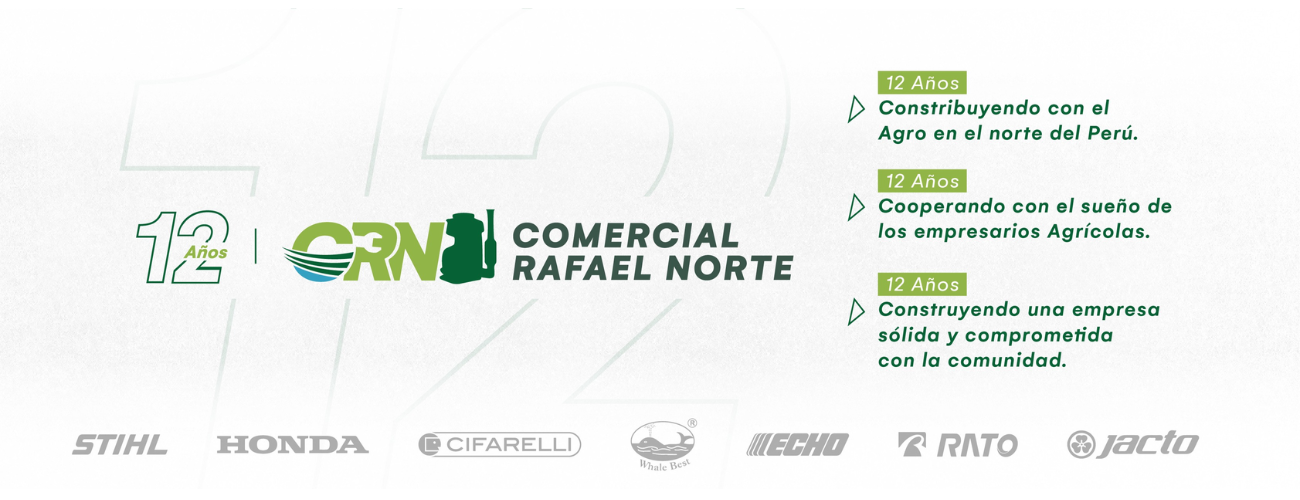 12 Años
CRN
COMERCIAL
RAFAEL NORTE
12 Años
Constribuyendo con el
Agro en el norte del Perú.
12 Años
Cooperando con el sueño de
los empresarios Agrícolas.
12 Años
Construyendo una empresa
sólida y comprometida
con la comunidad.
STIHL
HONDA
CIFARELLI
Whale Best ®
ECHO
RATO
jacto
12